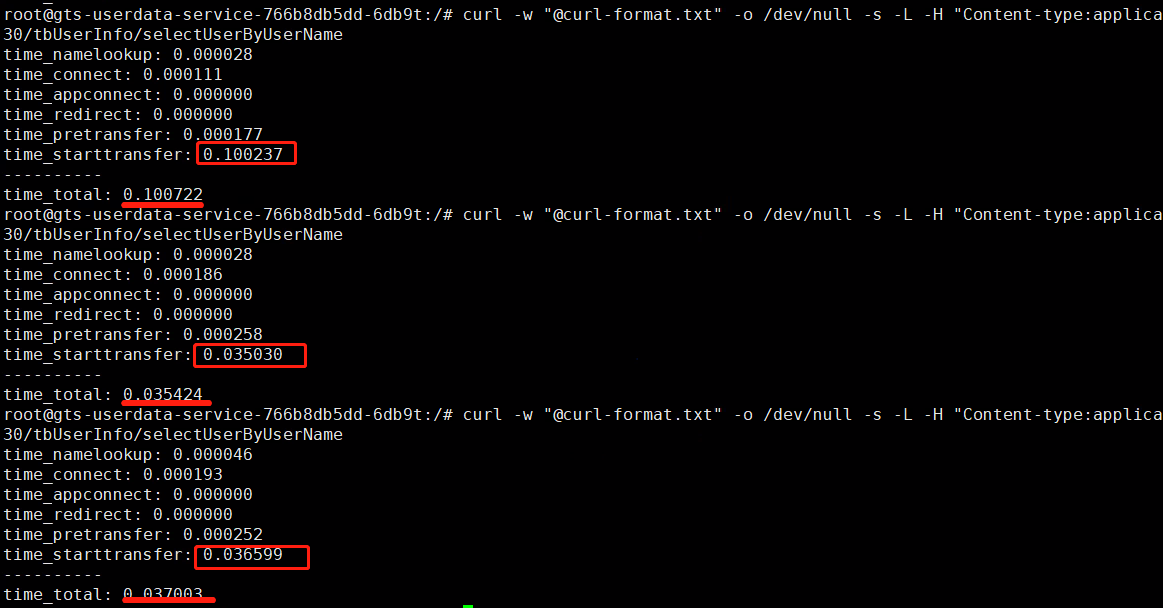 root@gts-userdata-service-766b8db5dd-6db9t:/# curl -w "@curl-format.txt" -o /dev/null -s -L -H "Content-type:applica
30/tbUserInfo/selectUserByUserName
time_namelookup: 0.000028
time_connect: 0.000111
time_appconnect: 0.000000
time_redirect: 0.000000
time_pretransfer: 0.000177
time_starttransfer: 0.100237
----------
time_total: 0.100722
root@gts-userdata-service-766b8db5dd-6db9t:/# curl -w "@curl-format.txt" -o /dev/null -s -L -H "Content-type:applica
30/tbUserInfo/selectUserByUserName
time_namelookup: 0.000028
time_connect: 0.000186
time_appconnect: 0.000000
time_redirect: 0.000000
time_pretransfer: 0.000258
time_starttransfer: 0.035030
----------
time_total: 0.035424
root@gts-userdata-service-766b8db5dd-6db9t:/# curl -w "@curl-format.txt" -o /dev/null -s -L -H "Content-type:applica
30/tbUserInfo/selectUserByUserName
time_namelookup: 0.000046
time_connect: 0.000193
time_appconnect: 0.000000
time_redirect: 0.000000
time_pretransfer: 0.000252
time_starttransfer: 0.036599
----------
time_total: 0.037003